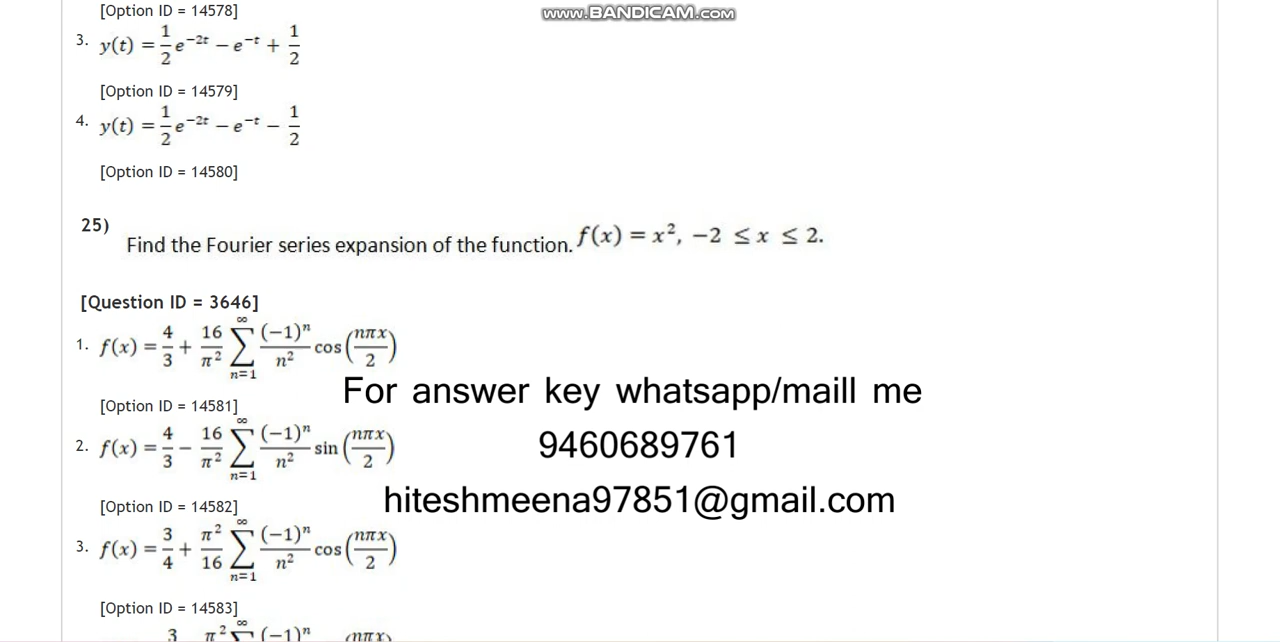 [Option ID = 14578]
www.BANDICAM.com
3. y(t) = 1/2 e^{-2t} − e^{-t} + 1/2
[Option ID = 14579]
4. y(t) = 1/2 e^{-2t} − e^{-t} − 1/2
[Option ID = 14580]
25)
Find the Fourier series expansion of the function. f(x) = x², −2 ≤ x ≤ 2.
[Question ID = 3646]
1. f(x) = 4/3 + 16/π² ∑_{n=1}^{∞} (−1)^n/n² cos(nπx/2)
For answer key whatsapp/maill me
[Option ID = 14581]
2. f(x) = 4/3 − 16/π² ∑_{n=1}^{∞} (−1)^n/n² sin(nπx/2)
9460689761
hiteshmeena97851@gmail.com
[Option ID = 14582]
3. f(x) = 3/4 + π²/16 ∑_{n=1}^{∞} (−1)^n/n² cos(nπx/2)
[Option ID = 14583]
3 π² ∞ (−1)^n (nπx)